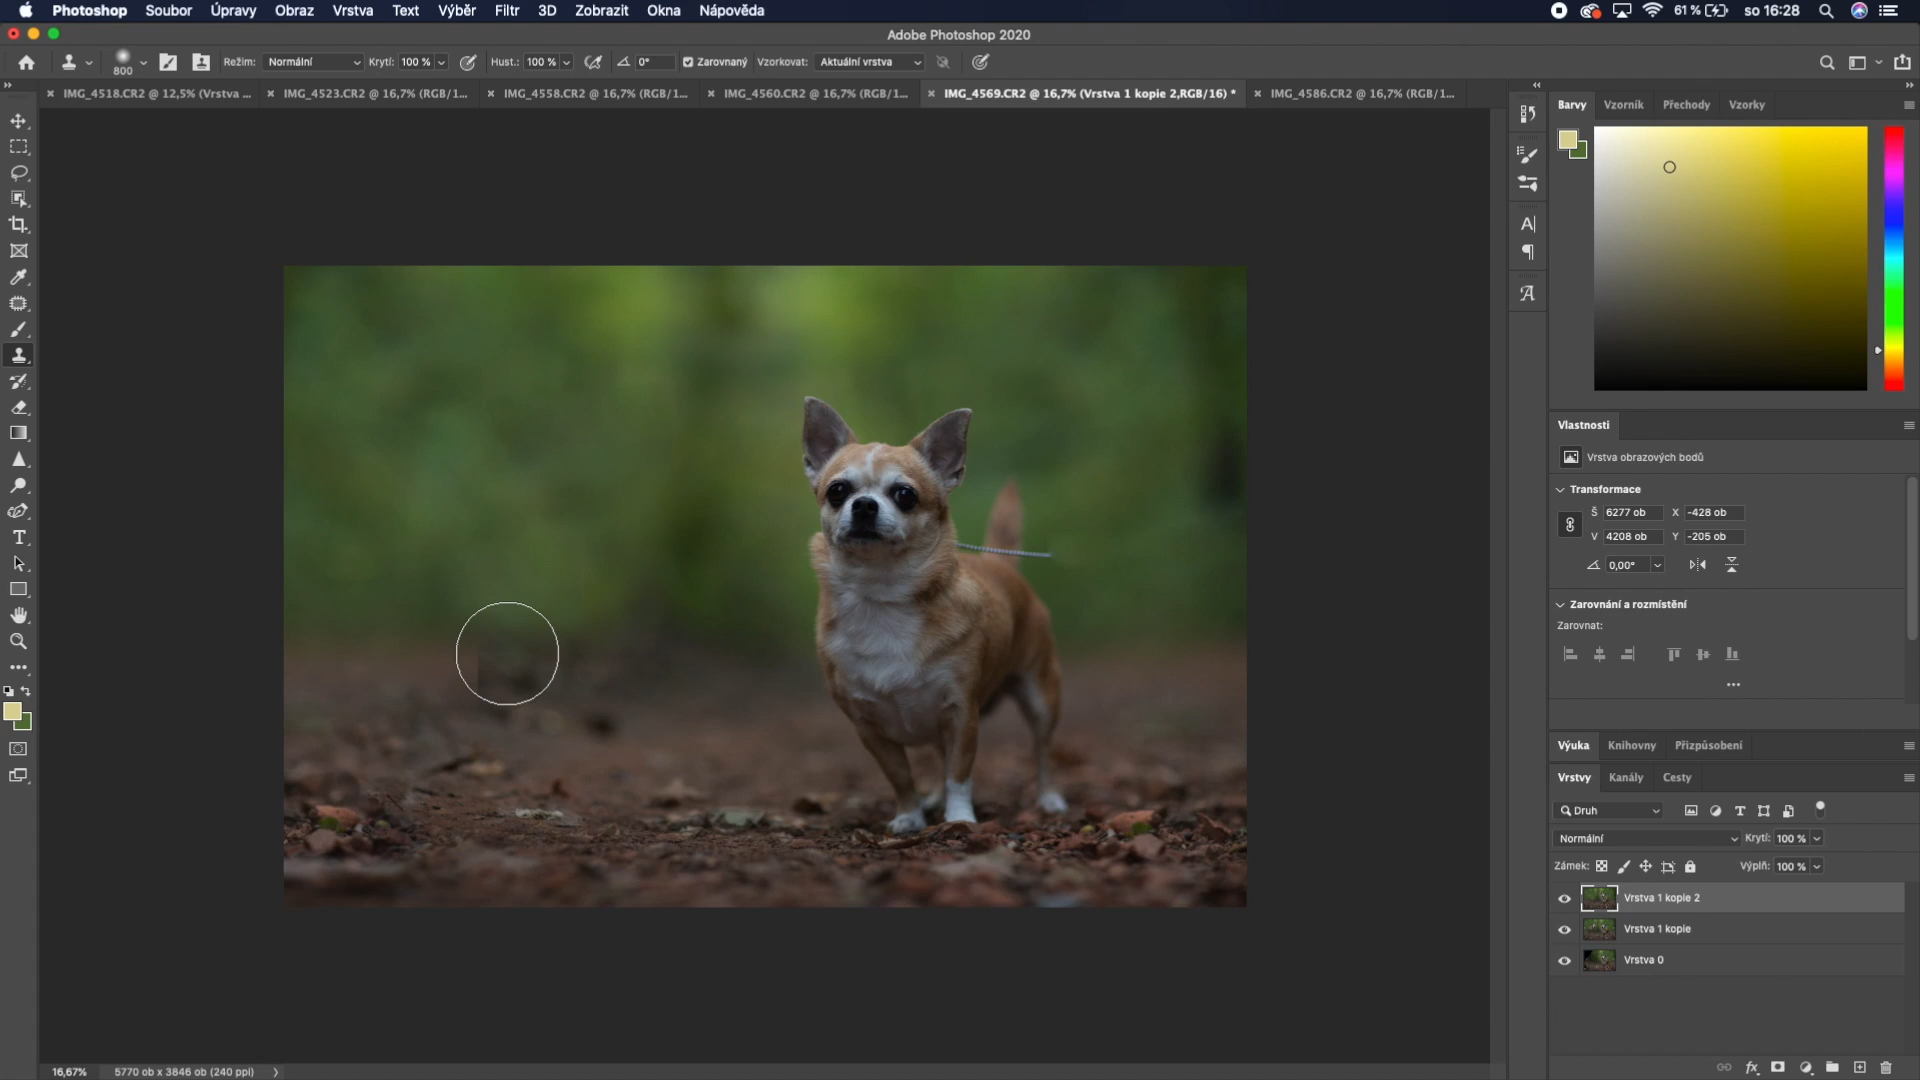 Photoshop Soubor Úpravy Obraz Vrstva Text Výběr Filtr 3D Zobrazit Okna Nápověda 61 % so 16:28
Adobe Photoshop 2020
800 Režim: Normální Krytí: 100 % Hust.: 100 % 0° Zarovnaný Vzorkovat: Aktuální vrstva
IMG_4518.CR2 @ 12,5% (Vrstva ... IMG_4523.CR2 @ 16,7% (RGB/1... IMG_4558.CR2 @ 16,7% (RGB/1... IMG_4560.CR2 @ 16,7% (RGB/1... IMG_4569.CR2 @ 16,7% (Vrstva 1 kopie 2,RGB/16) * IMG_4586.CR2 @ 16,7% (RGB/1...
Barvy Vzorník Přechody Vzorky
Vlastnosti
Vrstva obrazových bodů
Transformace
Š 6277 ob X -428 ob
V 4208 ob Y -205 ob
0,00°
Zarovnání a rozmístění
Zarovnat:
Výuka Knihovny Přizpůsobení
Vrstvy Kanály Cesty
Druh
Normální Krytí: 100 %
Zámek: Výplň: 100 %
Vrstva 1 kopie 2
Vrstva 1 kopie
Vrstva 0
16,67% 5770 ob x 3846 ob (240 ppi)